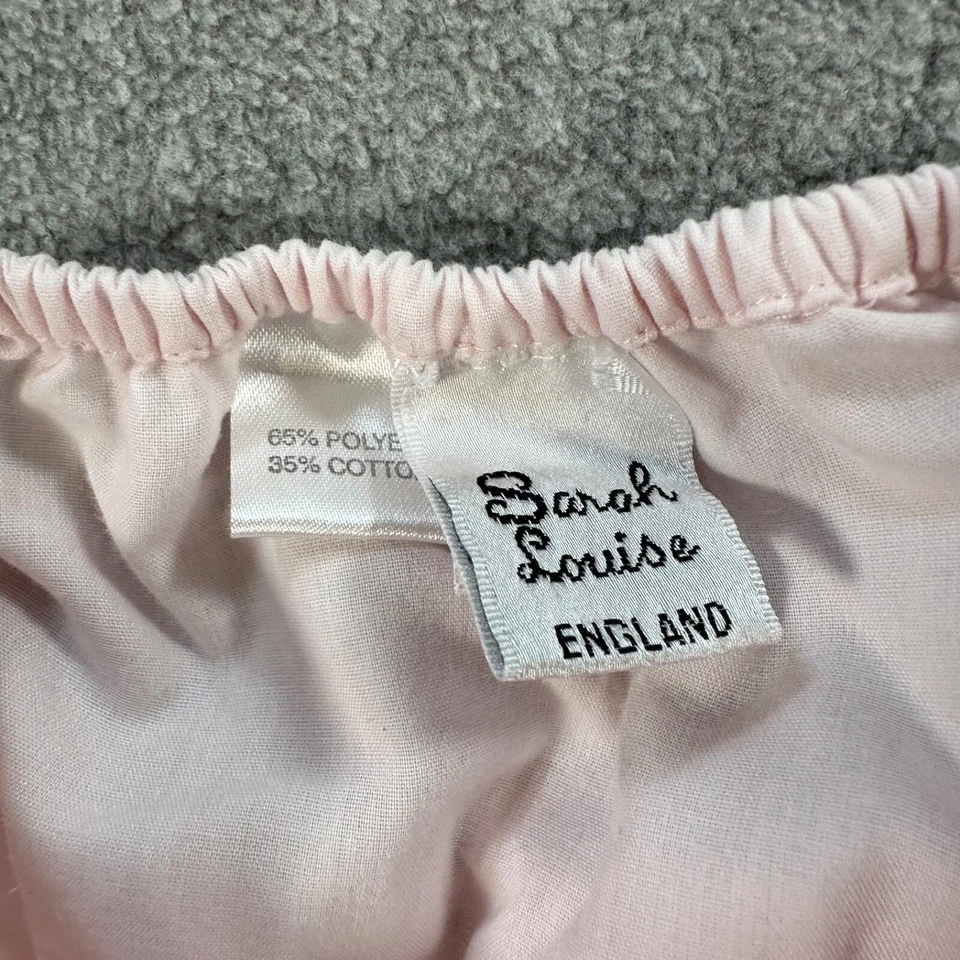 65% POLYE
35% COTTO
Sarah
Louise
ENGLAND